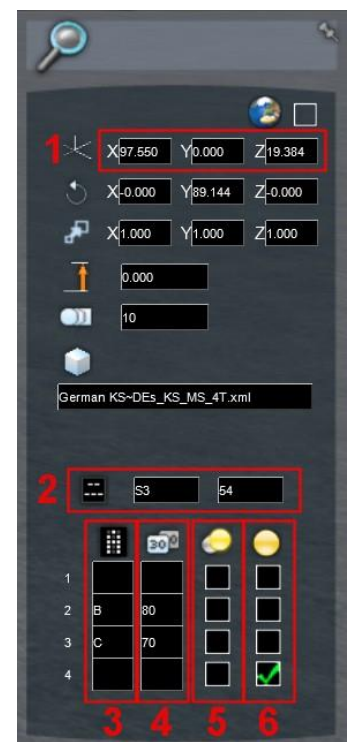 1 X 97.550 Y 0.000 Z 19.384
X -0.000 Y 89.144 Z -0.000
X 1.000 Y 1.000 Z 1.000
0.000
10
German KS~DEs_KS_MS_4T.xml
2 S3 54
30
1
2 B 80
3 C 70
4
3 4 5 6